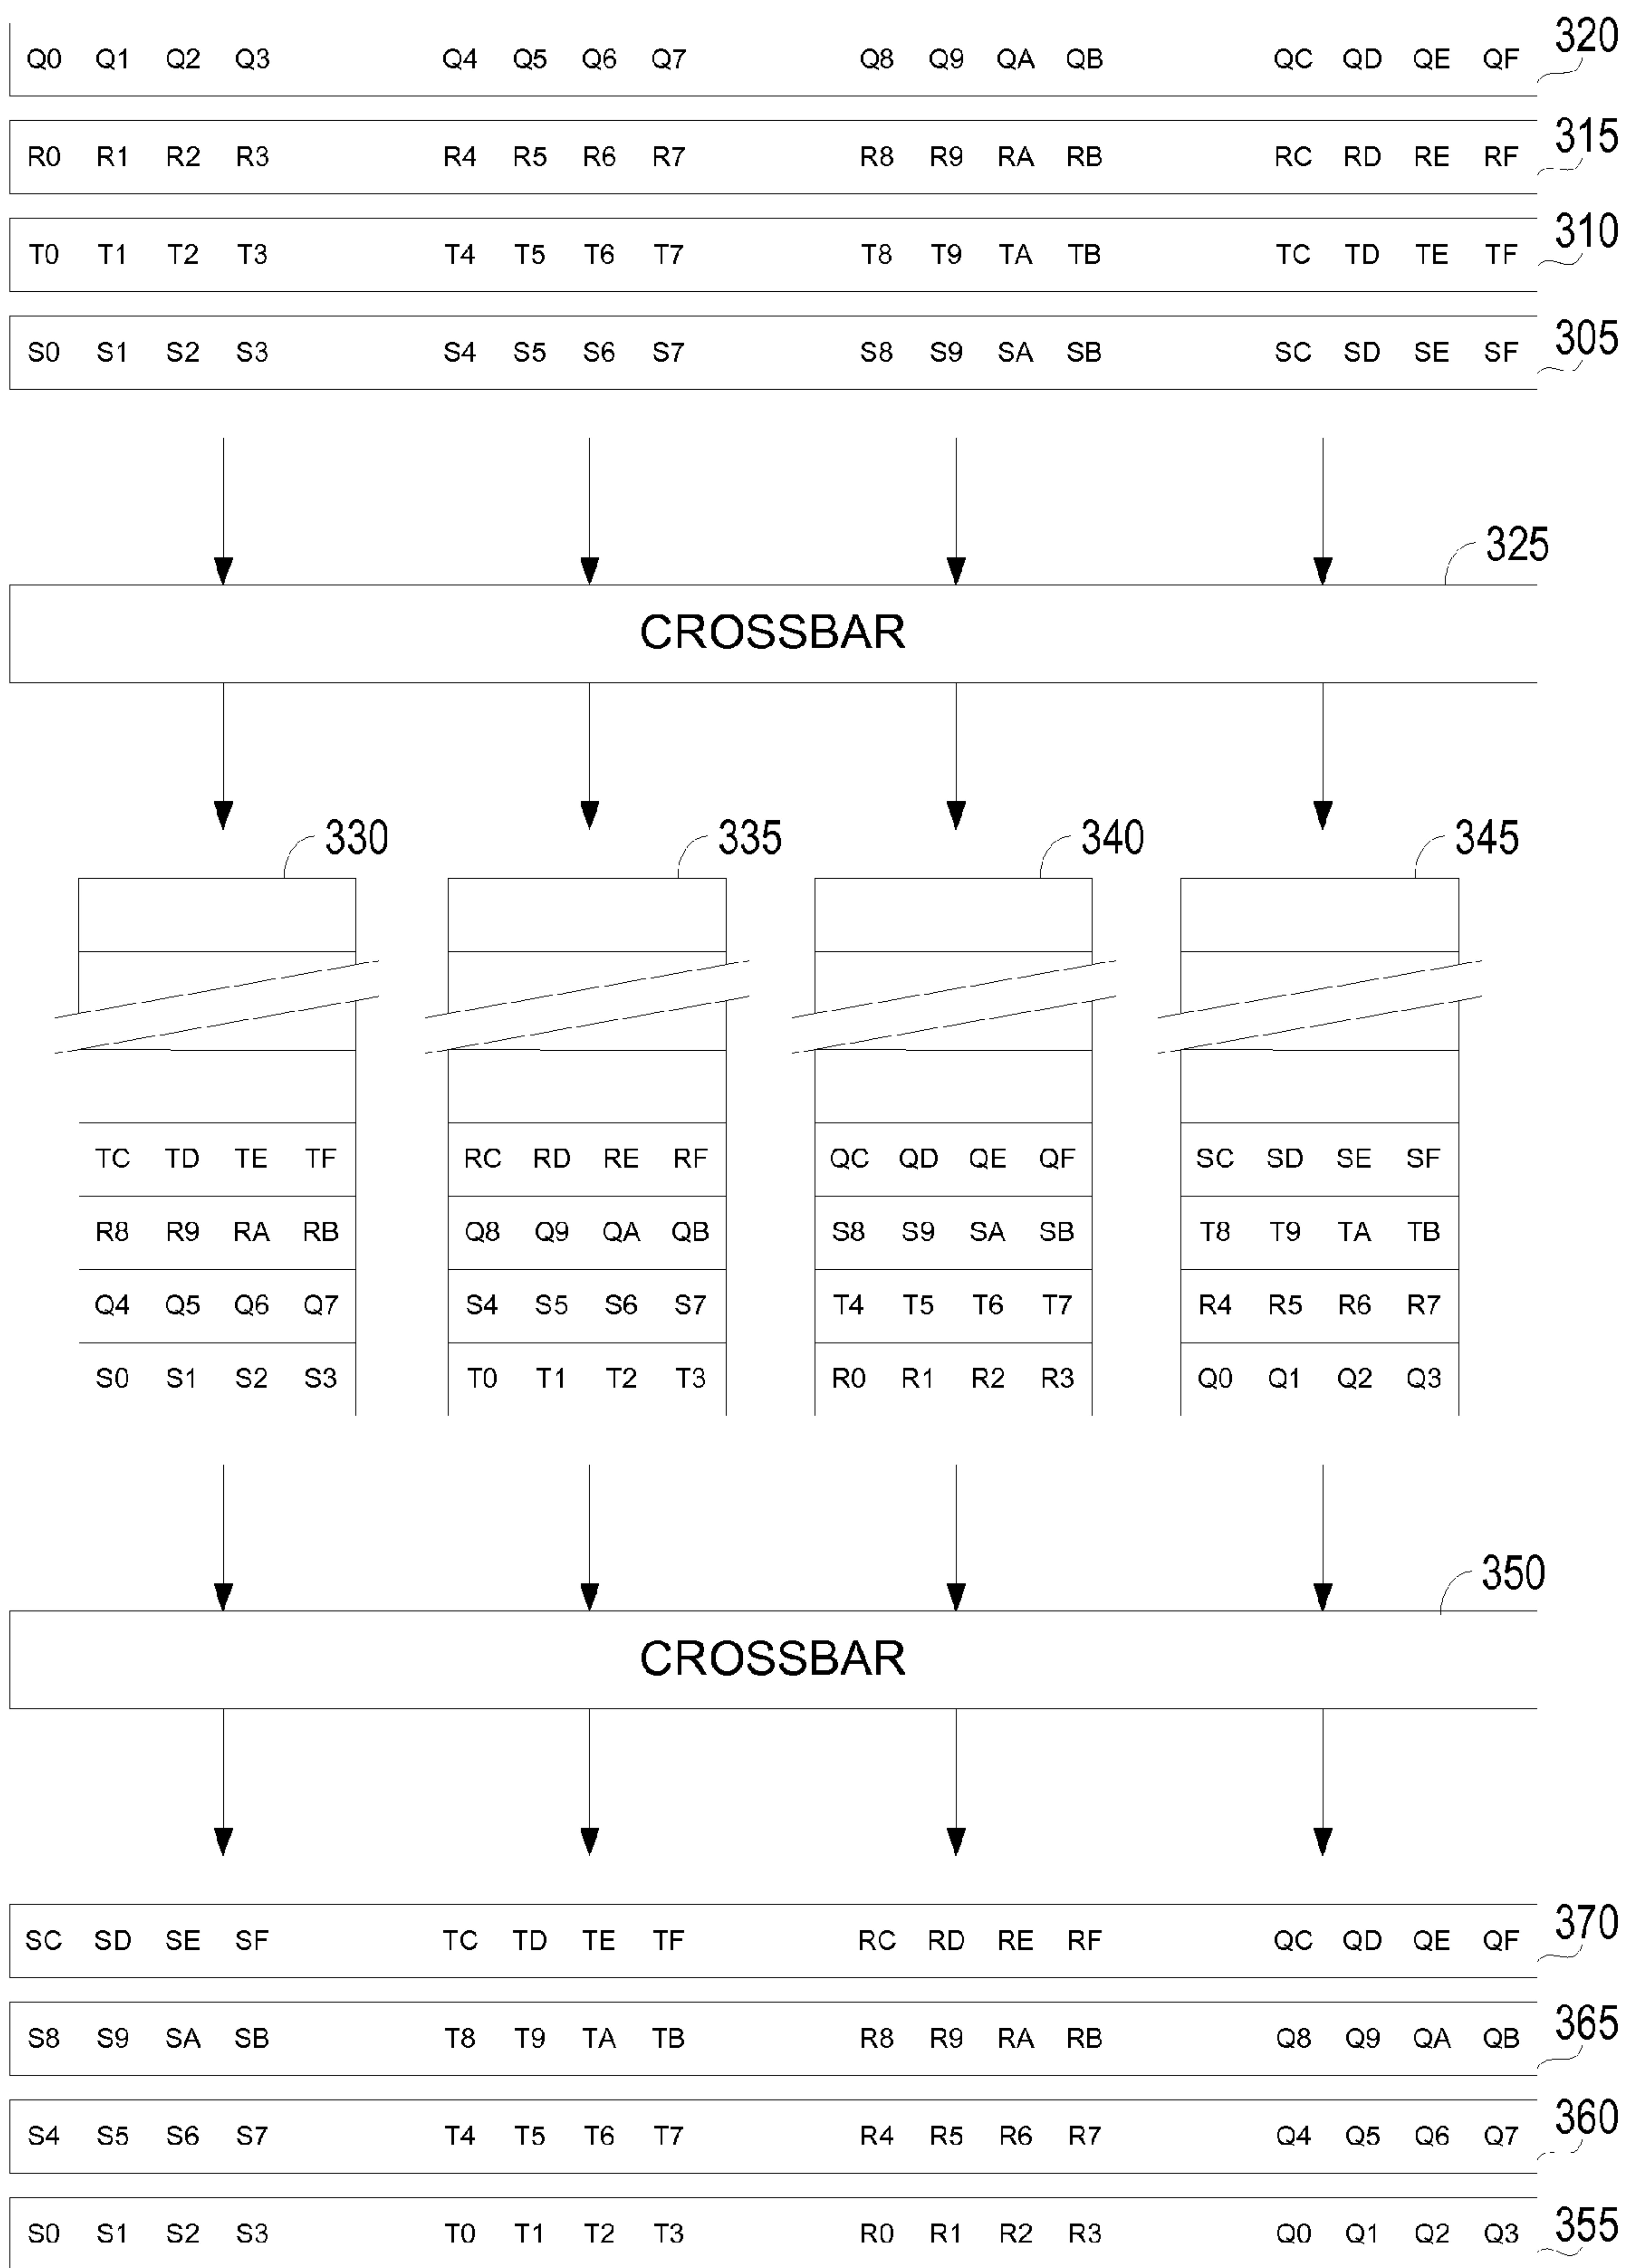 Q0 Q1 Q2 Q3 Q4 Q5 Q6 Q7 Q8 Q9 QA QB QC QD QE QF 320
R0 R1 R2 R3 R4 R5 R6 R7 R8 R9 RA RB RC RD RE RF 315
T0 T1 T2 T3 T4 T5 T6 T7 T8 T9 TA TB TC TD TE TF 310
S0 S1 S2 S3 S4 S5 S6 S7 S8 S9 SA SB SC SD SE SF 305
325
CROSSBAR
330 335 340 345
TC TD TE TF RC RD RE RF QC QD QE QF SC SD SE SF
R8 R9 RA RB Q8 Q9 QA QB S8 S9 SA SB T8 T9 TA TB
Q4 Q5 Q6 Q7 S4 S5 S6 S7 T4 T5 T6 T7 R4 R5 R6 R7
S0 S1 S2 S3 T0 T1 T2 T3 R0 R1 R2 R3 Q0 Q1 Q2 Q3
350
CROSSBAR
SC SD SE SF TC TD TE TF RC RD RE RF QC QD QE QF 370
S8 S9 SA SB T8 T9 TA TB R8 R9 RA RB Q8 Q9 QA QB 365
S4 S5 S6 S7 T4 T5 T6 T7 R4 R5 R6 R7 Q4 Q5 Q6 Q7 360
S0 S1 S2 S3 T0 T1 T2 T3 R0 R1 R2 R3 Q0 Q1 Q2 Q3 355